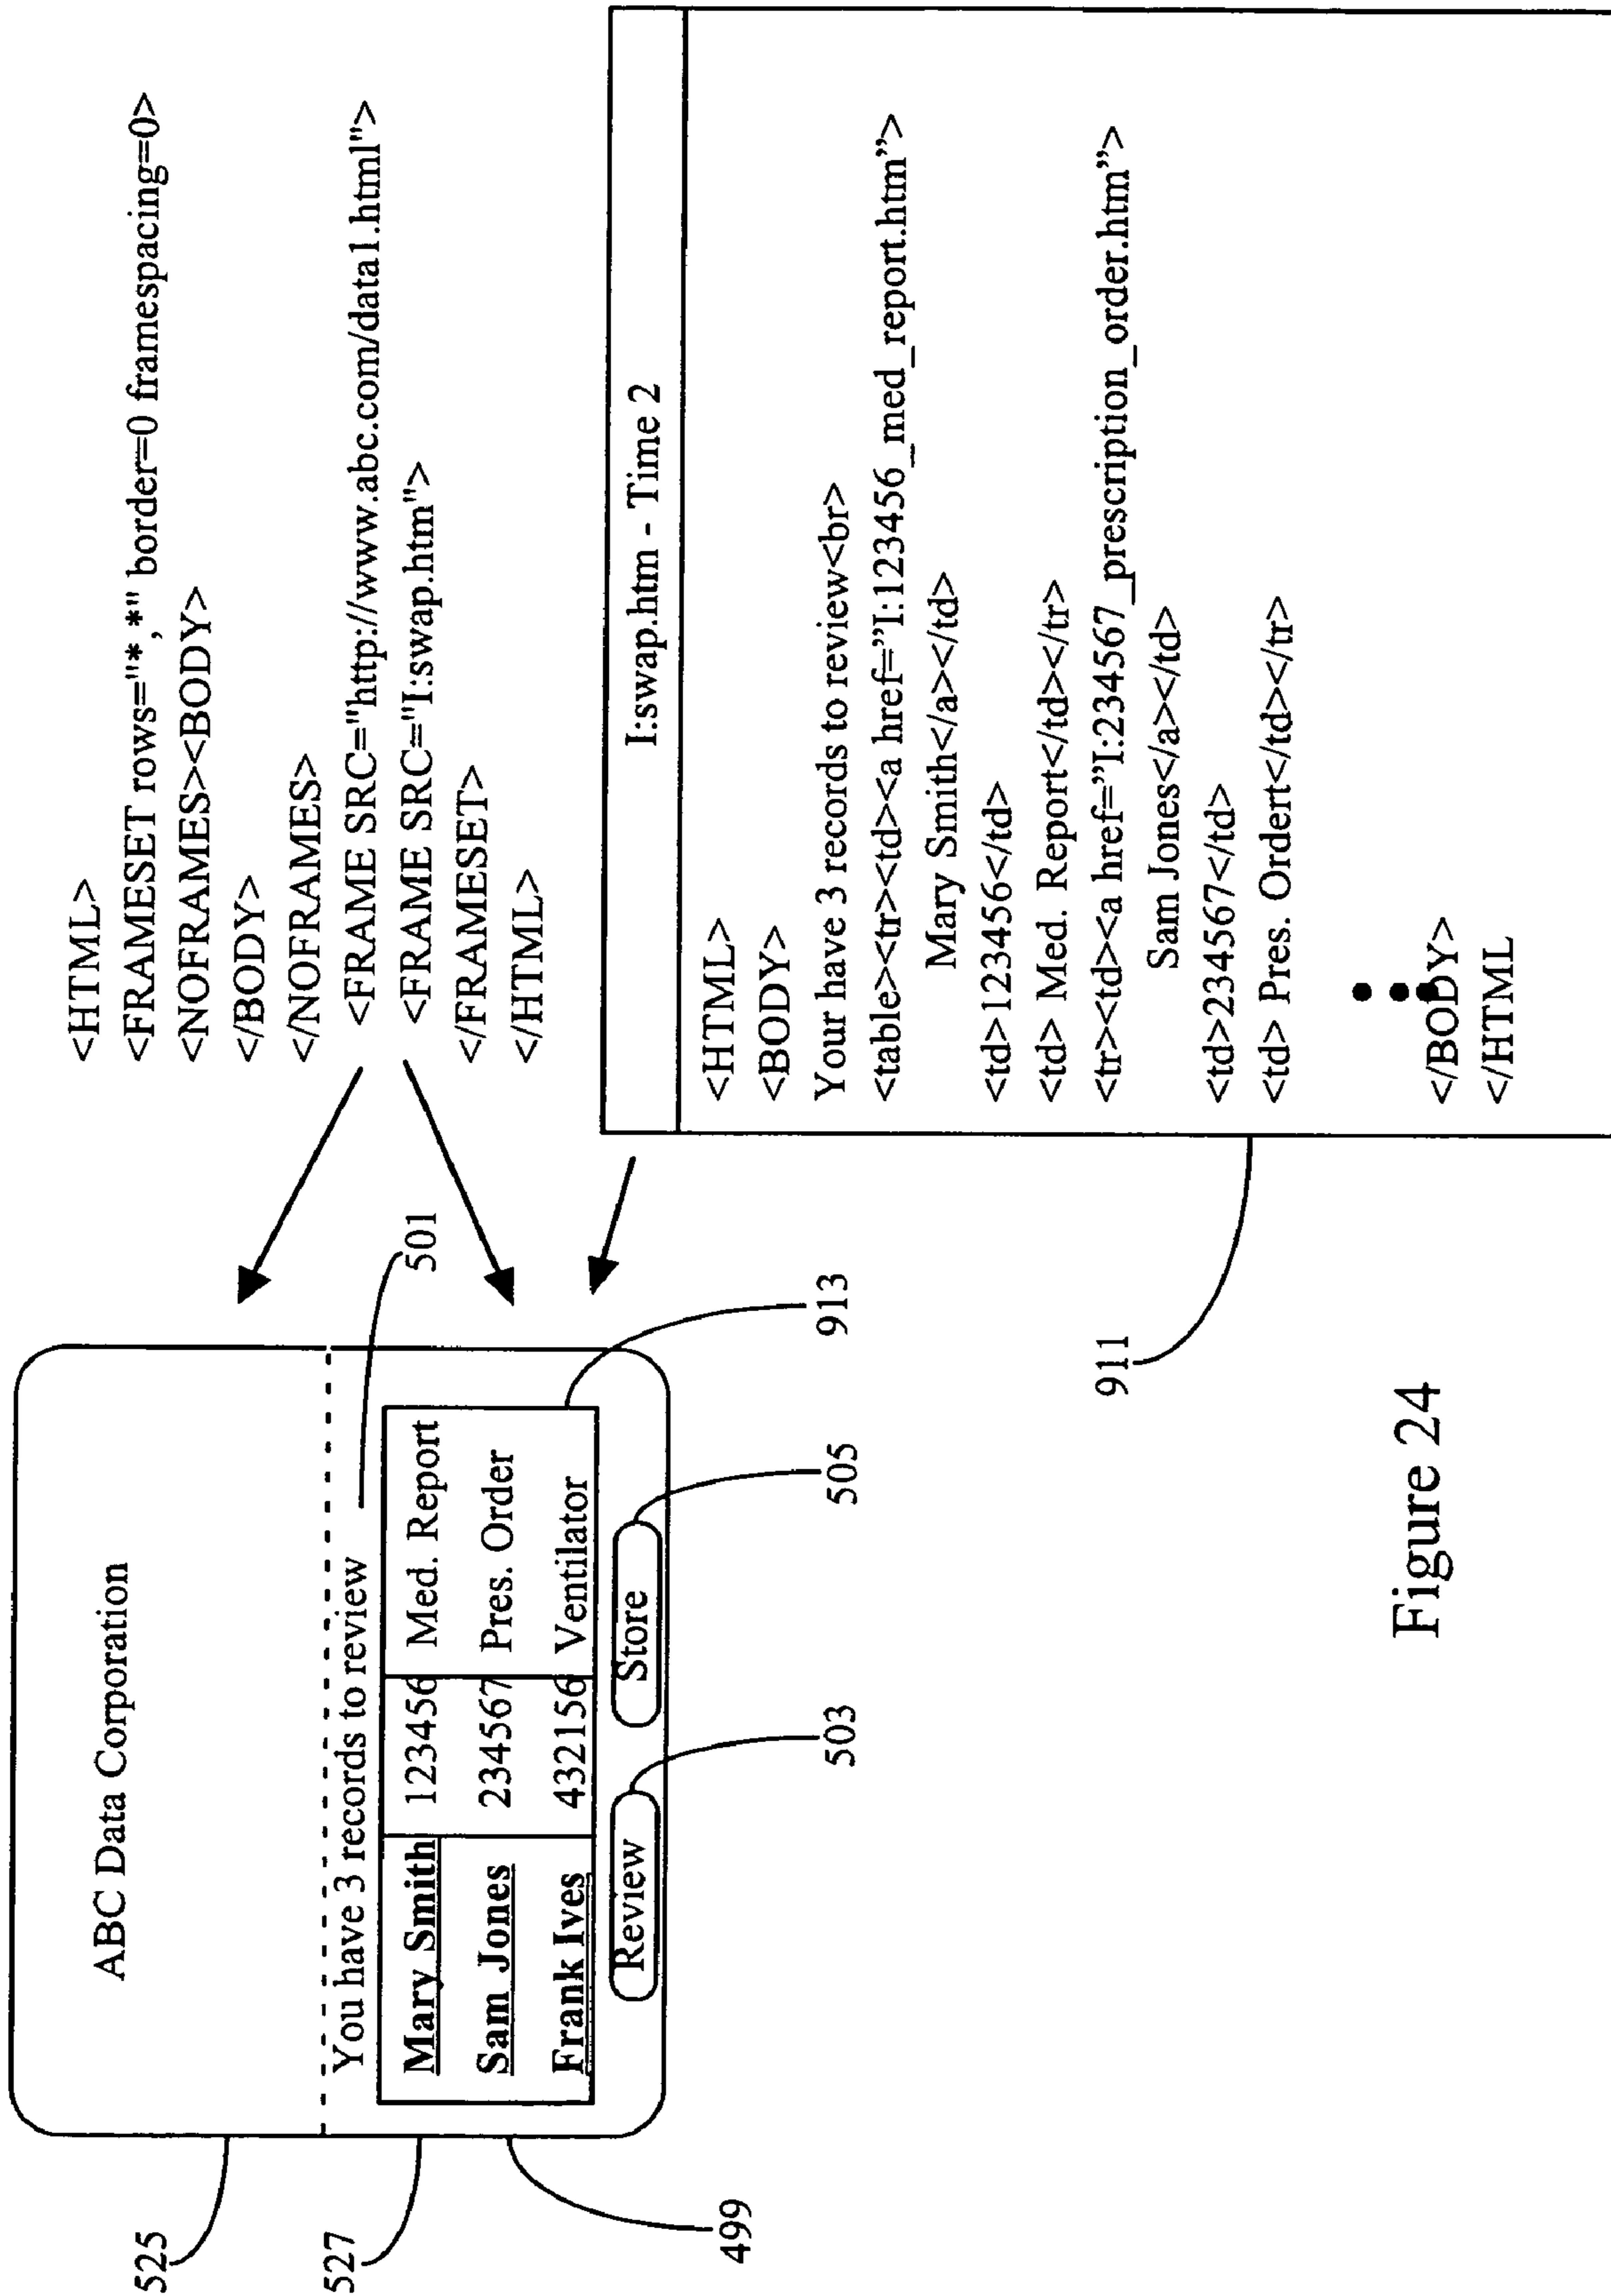 525
527
499
ABC Data Corporation
You have 3 records to review
Mary Smith 123456 Med. Report
Sam Jones 234567 Pres. Order
Frank Ives 432156 Ventilator
Review Store
503
505
913
501
<HTML>
<FRAMESET rows="*,*" border=0 framespacing=0>
<NOFRAMES><BODY>
</BODY>
</NOFRAMES>
<FRAME SRC="http://www.abc.com/data1.html">
<FRAME SRC="I:swap.htm">
</FRAMESET>
</HTML>
I:swap.htm - Time 2
<HTML>
<BODY>
Your have 3 records to review<br>
<table><tr><td><a href=”I:123456_med_report.htm”>
Mary Smith</a></td>
<td>123456</td>
<td> Med. Report</td></tr>
<tr><td><a href=”I:234567_prescription_order.htm”>
Sam Jones</a></td>
<td>234567</td>
<td> Pres. Ordert</td></tr>
</BODY>
</HTML
911
Figure 24